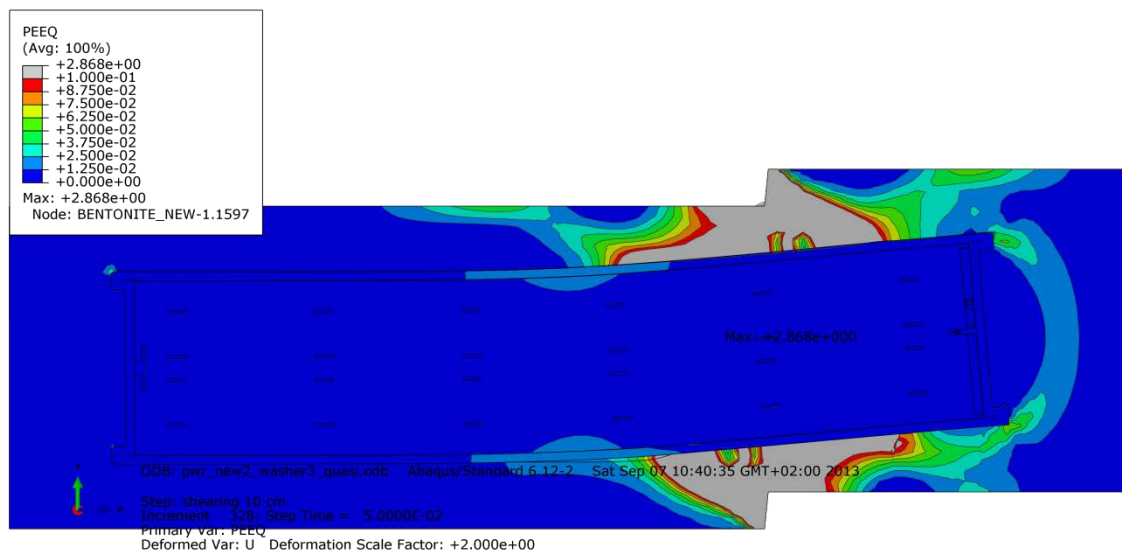 PEEQ
(Avg: 100%)
+2.868e+00
+1.000e-01
+8.750e-02
+7.500e-02
+6.250e-02
+5.000e-02
+3.750e-02
+2.500e-02
+1.250e-02
+0.000e+00
Max: +2.868e+00
Node: BENTONITE_NEW-1.1597
Max: +2.868e+000
ODB: pwr_new2_washer3_quasi.odb Abaqus/Standard 6.12-2 Sat Sep 07 10:40:35 GMT+02:00 2013
Y
X
Step: shearing 10 cm
Increment 326: Step Time = 5.0000E-02
Primary Var: PEEQ
Deformed Var: U Deformation Scale Factor: +2.000e+00